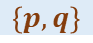 {p, q}